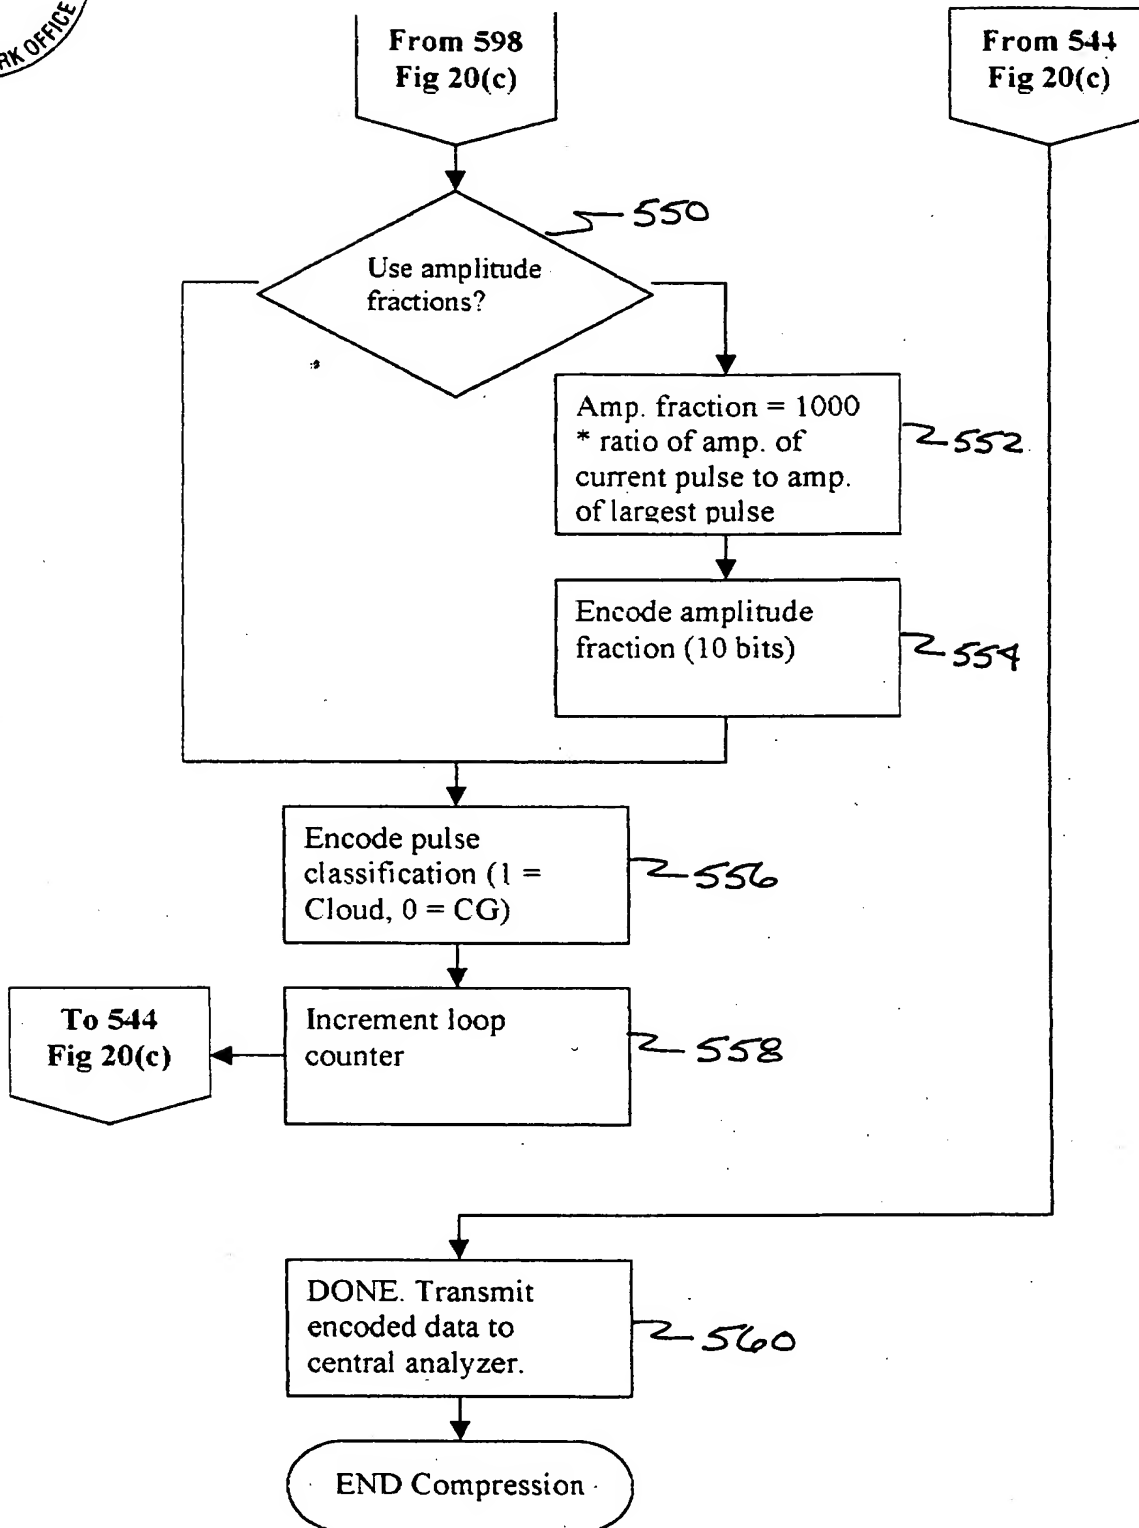 RK OFFICE
From 598
Fig 20(c)
From 544
Fig 20(c)
550
Use amplitude
fractions?
Amp. fraction = 1000
* ratio of amp. of
current pulse to amp.
of largest pulse
552
Encode amplitude
fraction (10 bits)
554
Encode pulse
classification (1 =
Cloud, 0 = CG)
556
To 544
Fig 20(c)
Increment loop
counter
558
DONE. Transmit
encoded data to
central analyzer.
560
END Compression